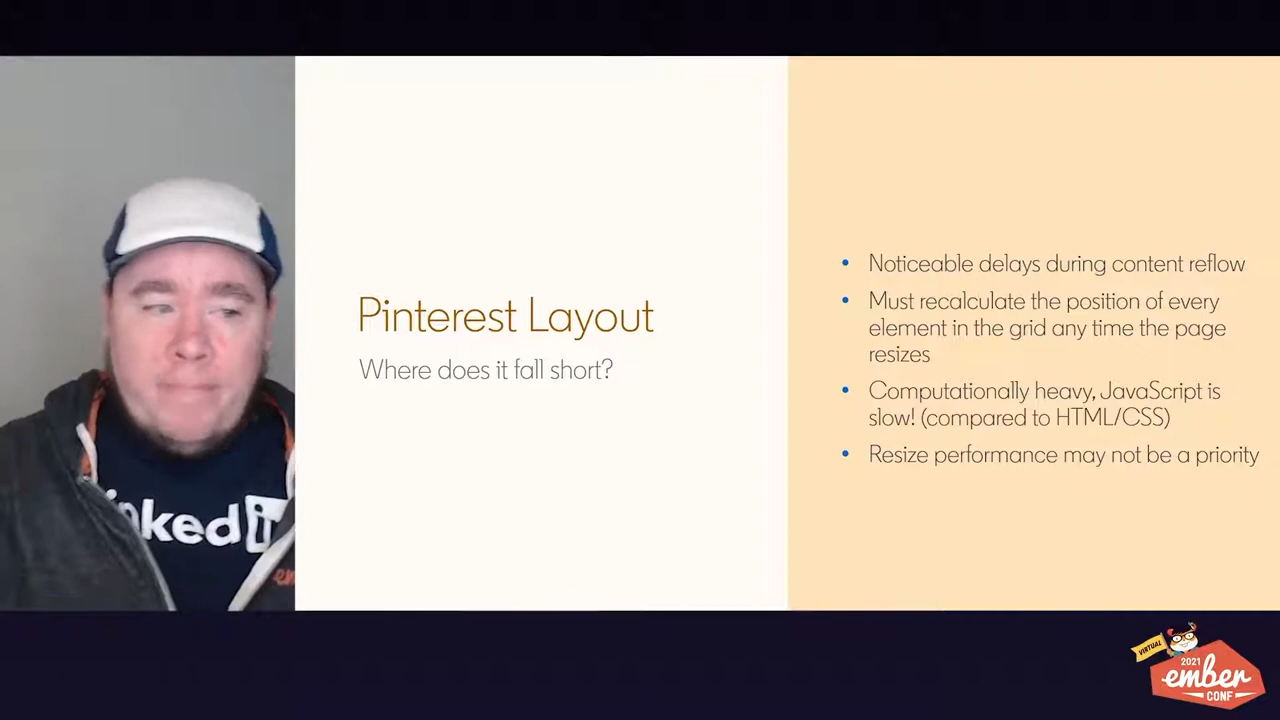 Pinterest Layout
Where does it fall short?
• Noticeable delays during content reflow
• Must recalculate the position of every
element in the grid any time the page
resizes
• Computationally heavy, JavaScript is
slow! (compared to HTML/CSS)
• Resize performance may not be a priority
inked i
em
VIRTUAL
2021
ember
CONF